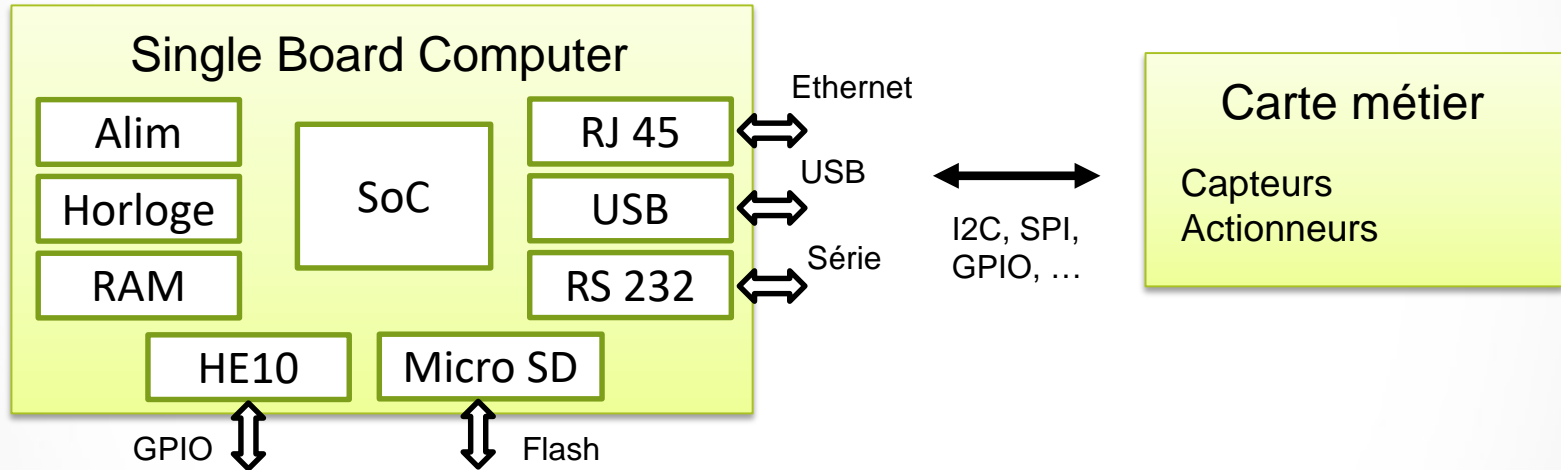 Single Board Computer
Alim
Horloge
RAM
SoC
RJ 45
USB
RS 232
HE10
Micro SD
Ethernet
USB
Série
GPIO
Flash
I2C, SPI,
GPIO, …
Carte métier
Capteurs
Actionneurs